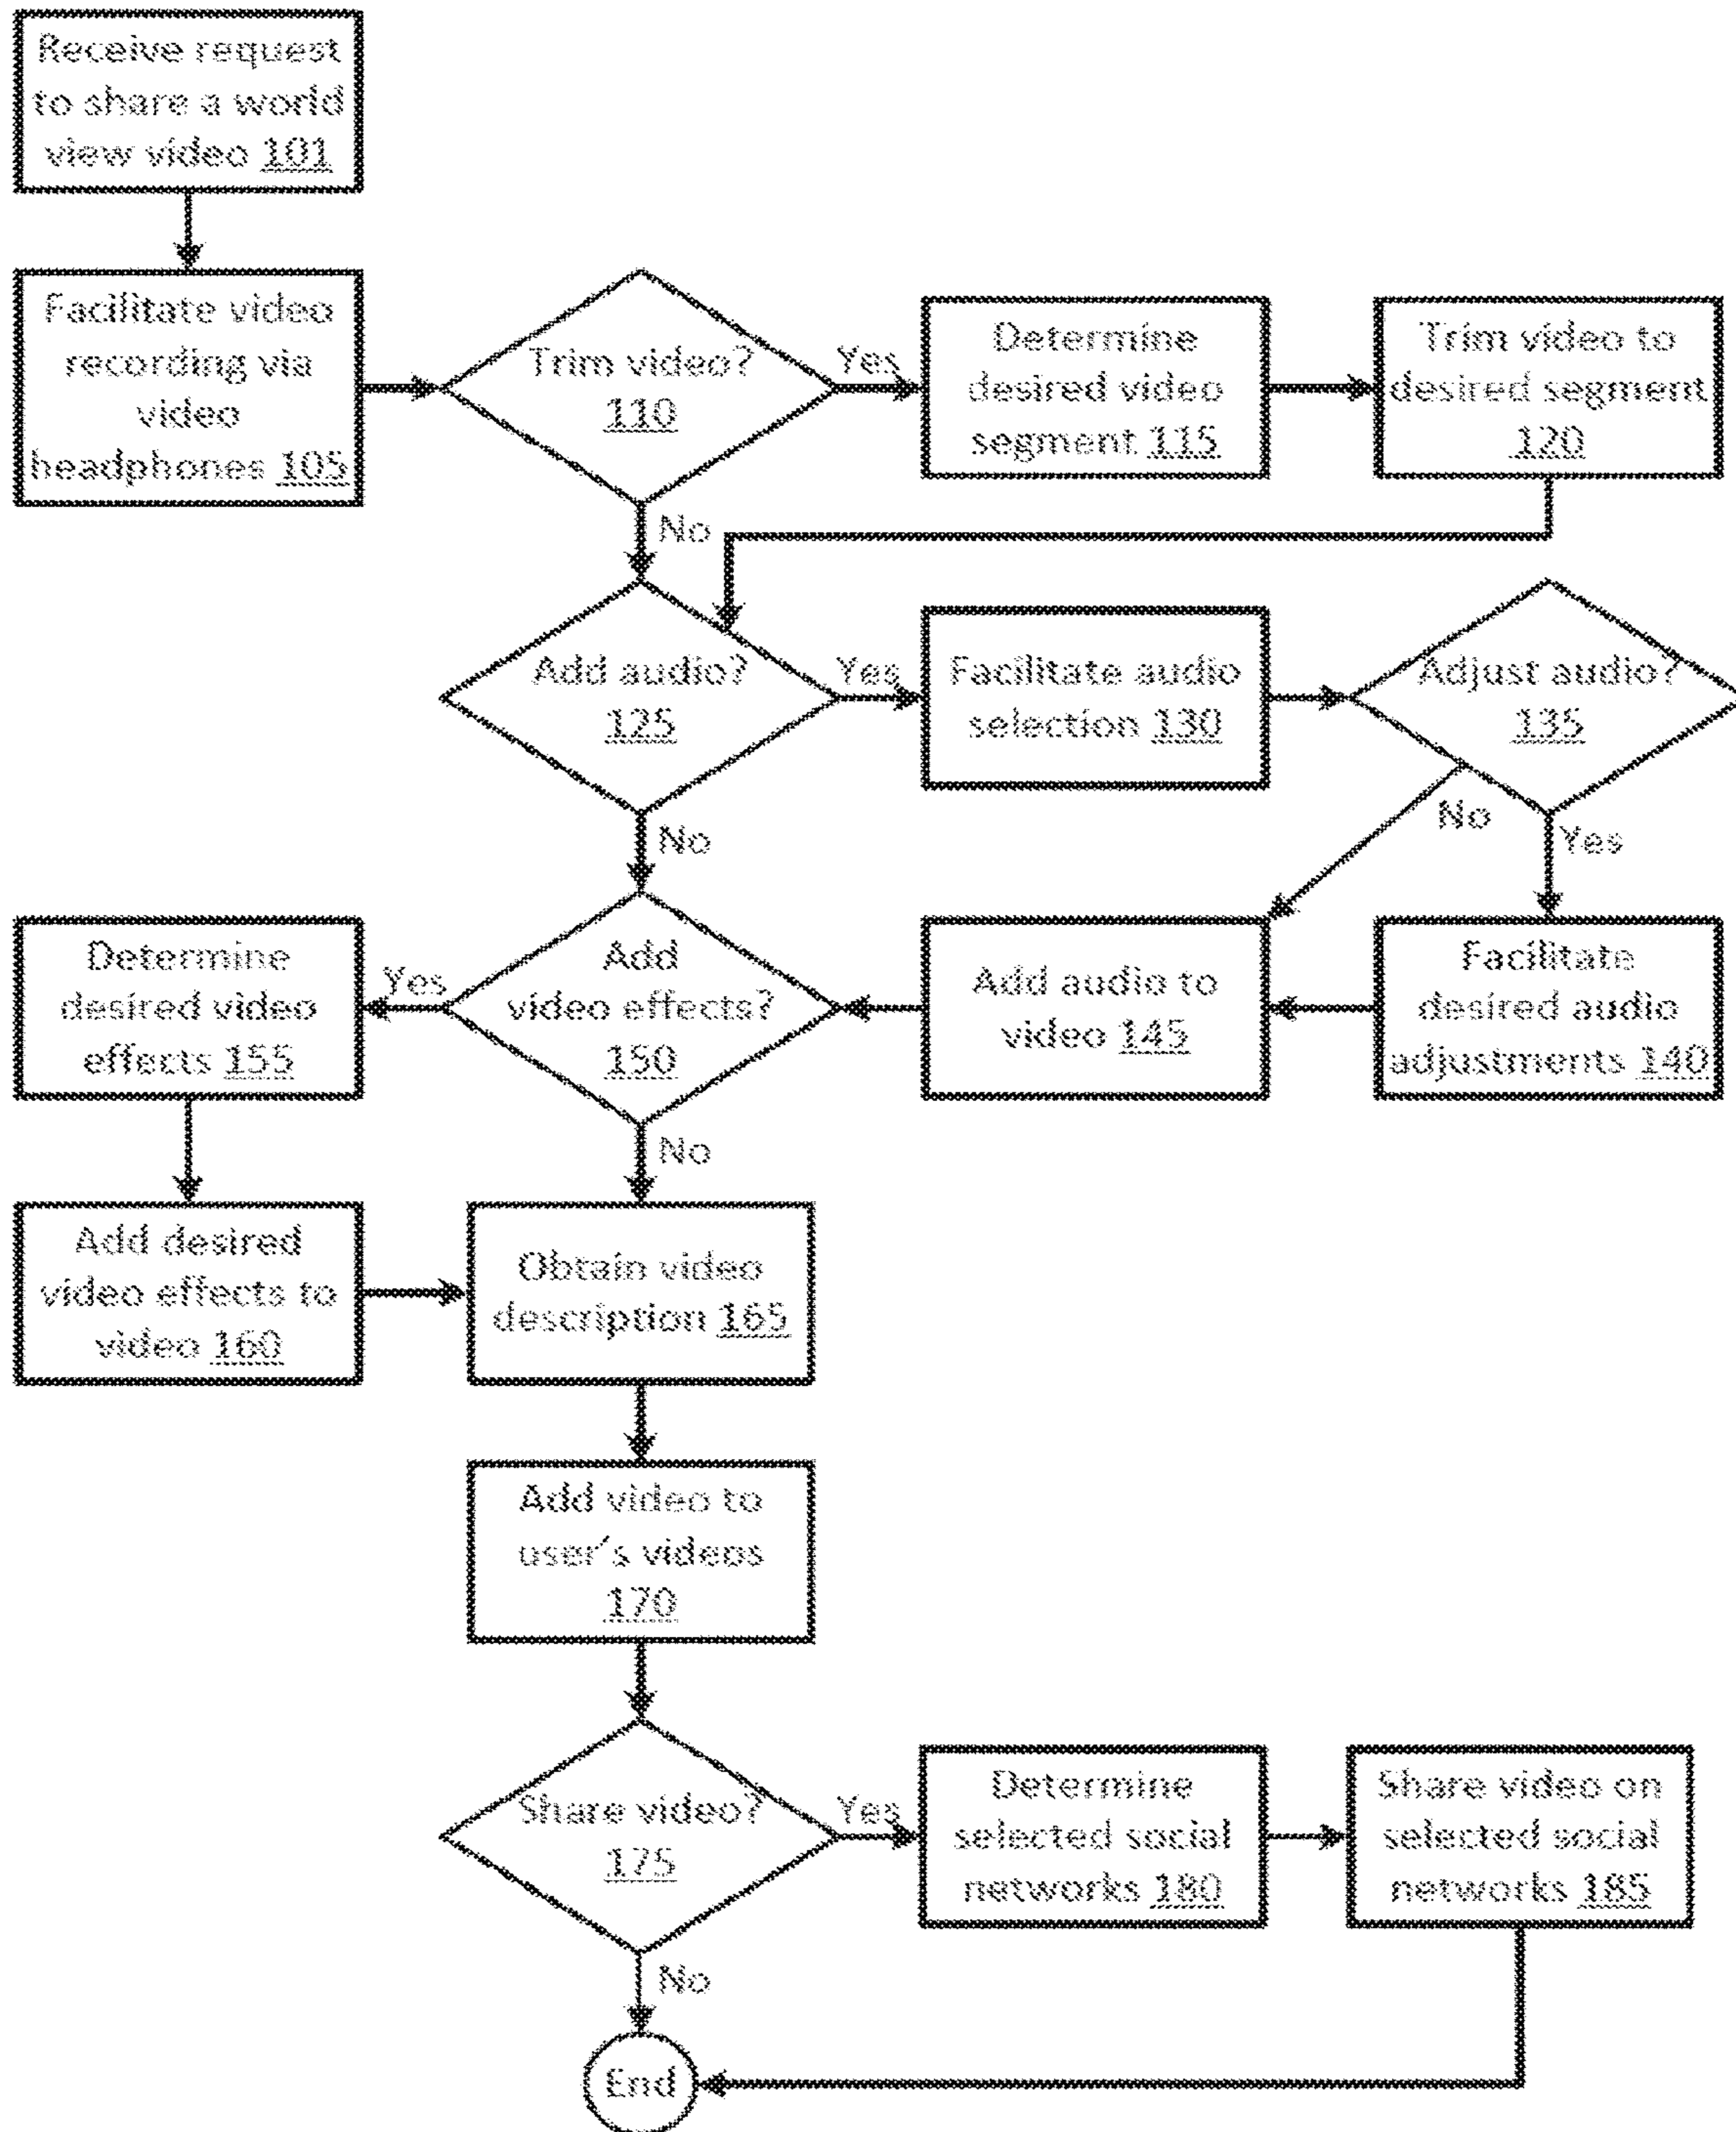 Receive request
to share a world
view video 101
Facilitate video
recording via
video
headphones 105
Trim video?
110
Yes
Determine
desired video
segment 115
Trim video to
desired segment
120
No
Add audio?
125
Yes
Facilitate audio
selection 130
Adjust audio?
135
No
Yes
No
Facilitate
desired audio
adjustments 140
Add audio to
video 145
Add
video effects?
150
Yes
Determine
desired video
effects 155
No
Add desired
video effects to
video 160
Obtain video
description 165
Add video to
user's videos
170
Share video?
175
Yes
Determine
selected social
networks 180
Share video on
selected social
networks 185
No
End